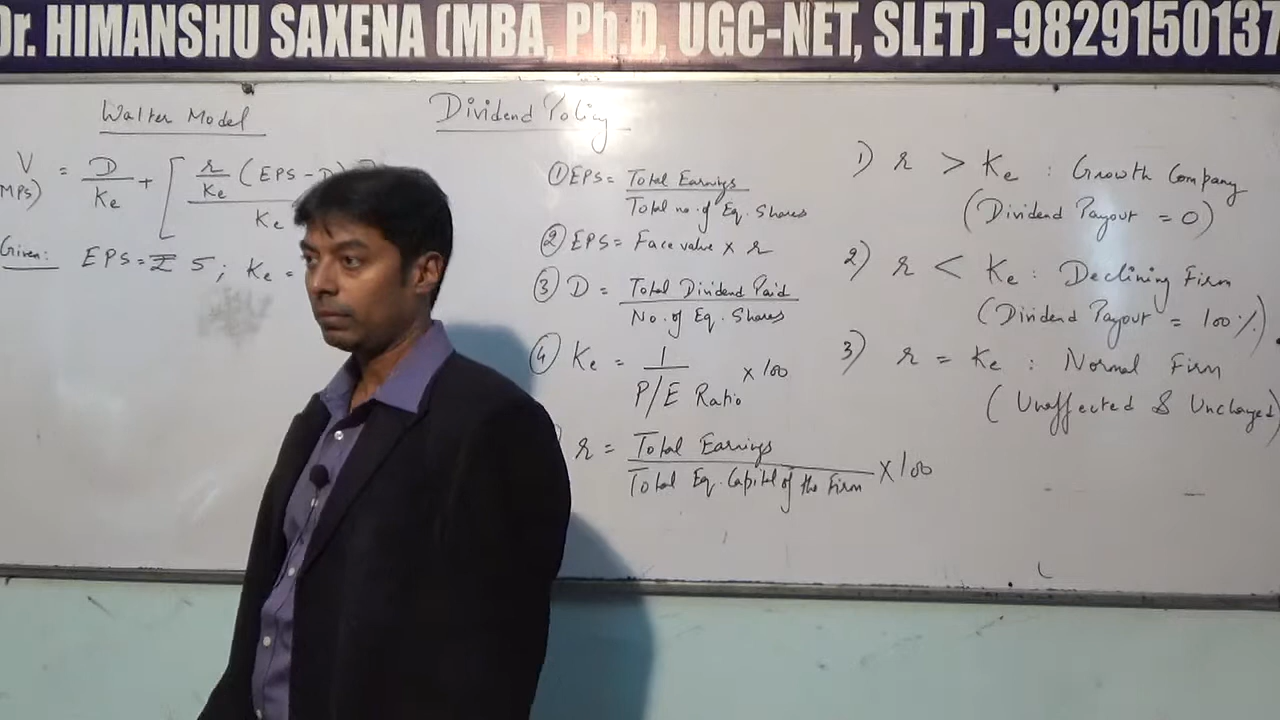 Dr. HIMANSHU SAXENA (MBA, Ph.D, UGC-NET, SLET) -9829150137
Walter Model
V
MPS)
= D/Ke + [ r/Ke (EPS - D)
Ke
Given: EPS = ₹ 5; Ke =
Dividend Policy
① EPS = Total Earnings
Total no. of Eq. Shares
② EPS = Face value × r
③ D = Total Dividend Paid
No. of Eq. Shares
④ Ke = 1 × 100
P/E Ratio
r = Total Earnings × 100
Total Eq. Capital of the Firm
1) r > Ke : Growth Company
(Dividend Payout = 0)
2) r < Ke : Declining Firm
(Dividend Payout = 100%)
3) r = Ke : Normal Firm
(Unaffected & Unchanged)